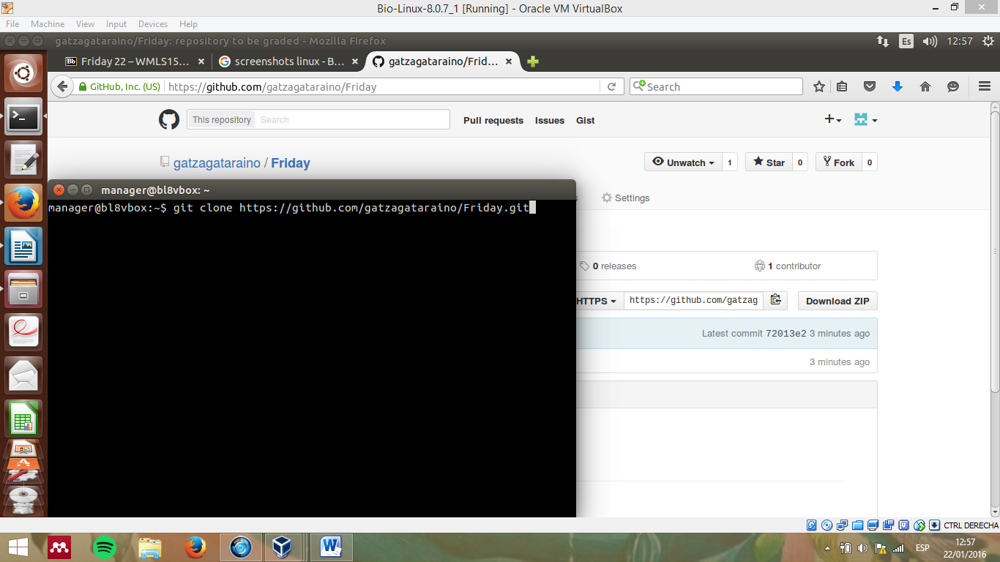 Bio-Linux-8.0.7_1 [Running] - Oracle VM VirtualBox
File Machine View Input Devices Help
gatzagataraino/Friday: repository to be graded - Mozilla Firefox
Es 12:57
Bb Friday 22 – WMLS15...
screenshots linux - B...
gatzagataraino/Frid...
GitHub, Inc. (US) https://github.com/gatzagataraino/Friday
Search
This repository Search
Pull requests Issues Gist
gatzagataraino / Friday
Unwatch 1 Star 0 Fork 0
Settings
manager@bl8vbox: ~
manager@bl8vbox:~$ git clone https://github.com/gatzagataraino/Friday.git
0 releases 1 contributor
HTTPS https://github.com/gatzag Download ZIP
Latest commit 72013e2 3 minutes ago
3 minutes ago
CTRL DERECHA
ESP
12:57
22/01/2016